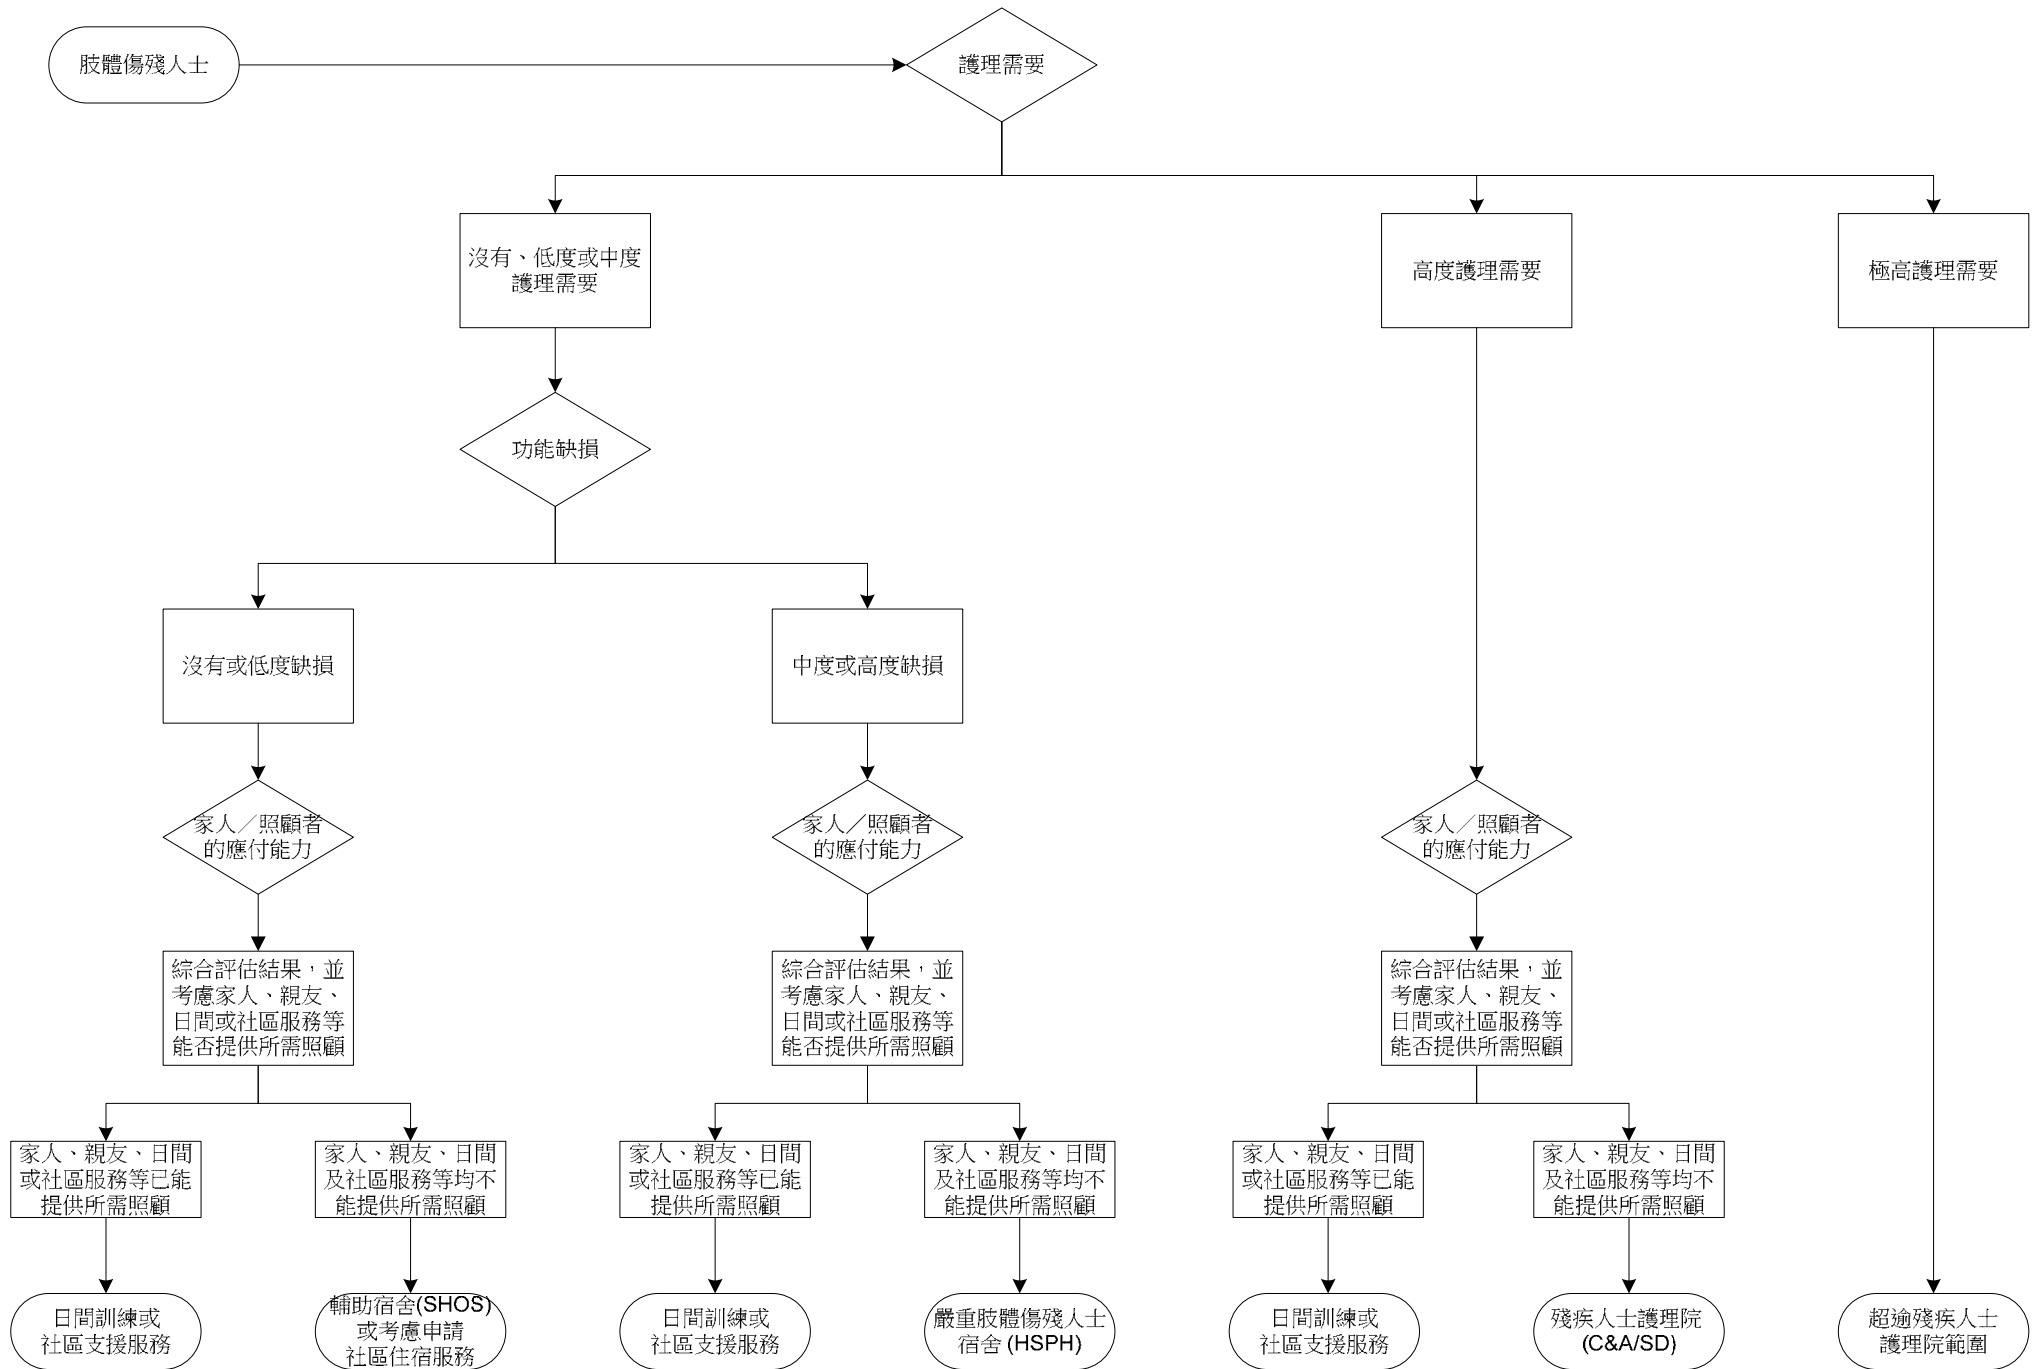 肢體傷殘人士
護理需要
沒有、低度或中度
護理需要
高度護理需要
極高護理需要
功能缺損
沒有或低度缺損
中度或高度缺損
家人／照顧者
的應付能力
家人／照顧者
的應付能力
家人／照顧者
的應付能力
綜合評估結果，並
考慮家人、親友、
日間或社區服務等
能否提供所需照顧
綜合評估結果，並
考慮家人、親友、
日間或社區服務等
能否提供所需照顧
綜合評估結果，並
考慮家人、親友、
日間或社區服務等
能否提供所需照顧
家人、親友、日間
或社區服務等已能
提供所需照顧
家人、親友、日間
及社區服務等均不
能提供所需照顧
家人、親友、日間
或社區服務等已能
提供所需照顧
家人、親友、日間
及社區服務等均不
能提供所需照顧
家人、親友、日間
或社區服務等已能
提供所需照顧
家人、親友、日間
及社區服務等均不
能提供所需照顧
日間訓練或
社區支援服務
輔助宿舍(SHOS)
或考慮申請
社區住宿服務
日間訓練或
社區支援服務
嚴重肢體傷殘人士
宿舍 (HSPH)
日間訓練或
社區支援服務
殘疾人士護理院
(C&A/SD)
超逾殘疾人士
護理院範圍